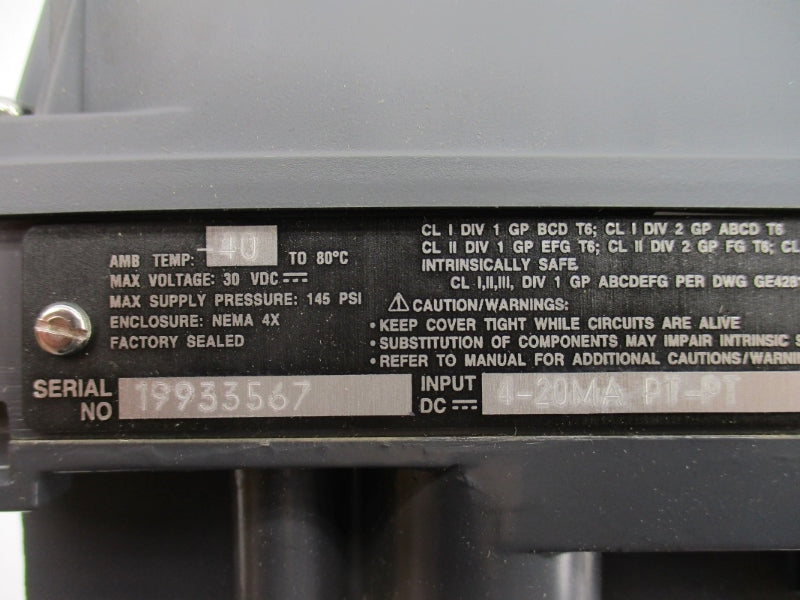 AMB TEMP: -40 TO 80°C
MAX VOLTAGE: 30 VDC
MAX SUPPLY PRESSURE: 145 PSI
ENCLOSURE: NEMA 4X
FACTORY SEALED
CL I DIV 1 GP BCD T6; CL I DIV 2 GP ABCD T6
CL II DIV 1 GP EFG T6; CL II DIV 2 GP FG T6; CL
INTRINSICALLY SAFE
CL I,II,III, DIV 1 GP ABCDEFG PER DWG GE428
⚠ CAUTION/WARNINGS:
• KEEP COVER TIGHT WHILE CIRCUITS ARE ALIVE
• SUBSTITUTION OF COMPONENTS MAY IMPAIR INTRINSIC S
• REFER TO MANUAL FOR ADDITIONAL CAUTIONS/WARNIN
SERIAL NO 19933567
INPUT DC 4-20MA PT-PT